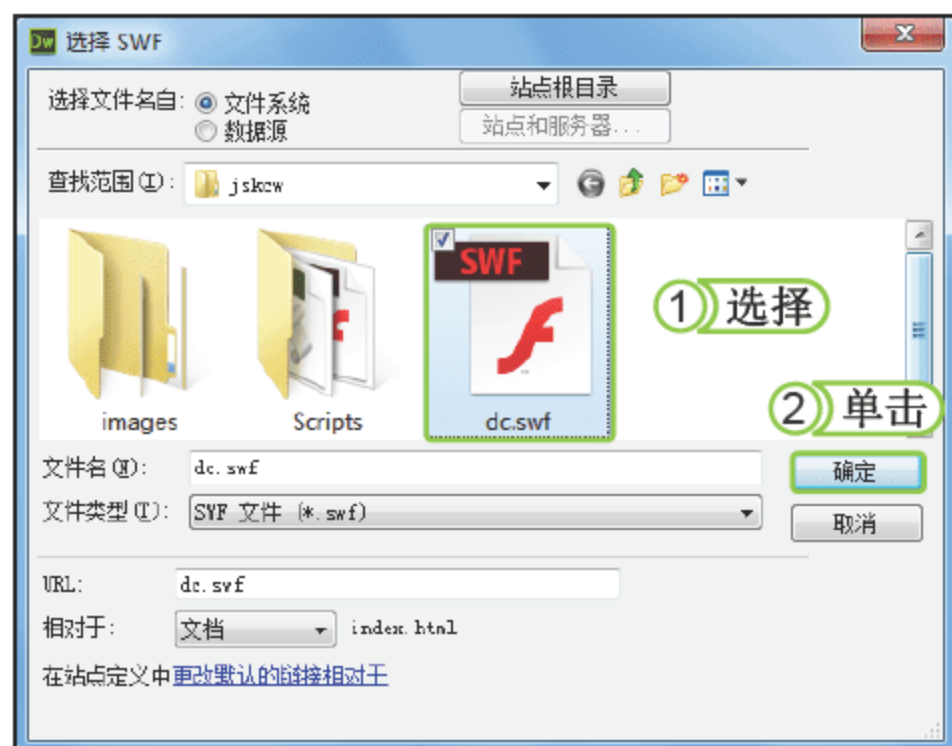 Dw 选择 SWF
选择文件名自: 文件系统
站点根目录
数据源
站点和服务器...
查找范围(I): jskcw
SWF
① 选择
images
Scripts
dc.swf
② 单击
文件名(N): dc.swf
确定
文件类型(T): SWF 文件 (*.swf)
取消
URL: dc.swf
相对于: 文档 index.html
在站点定义中更改默认的链接相对于